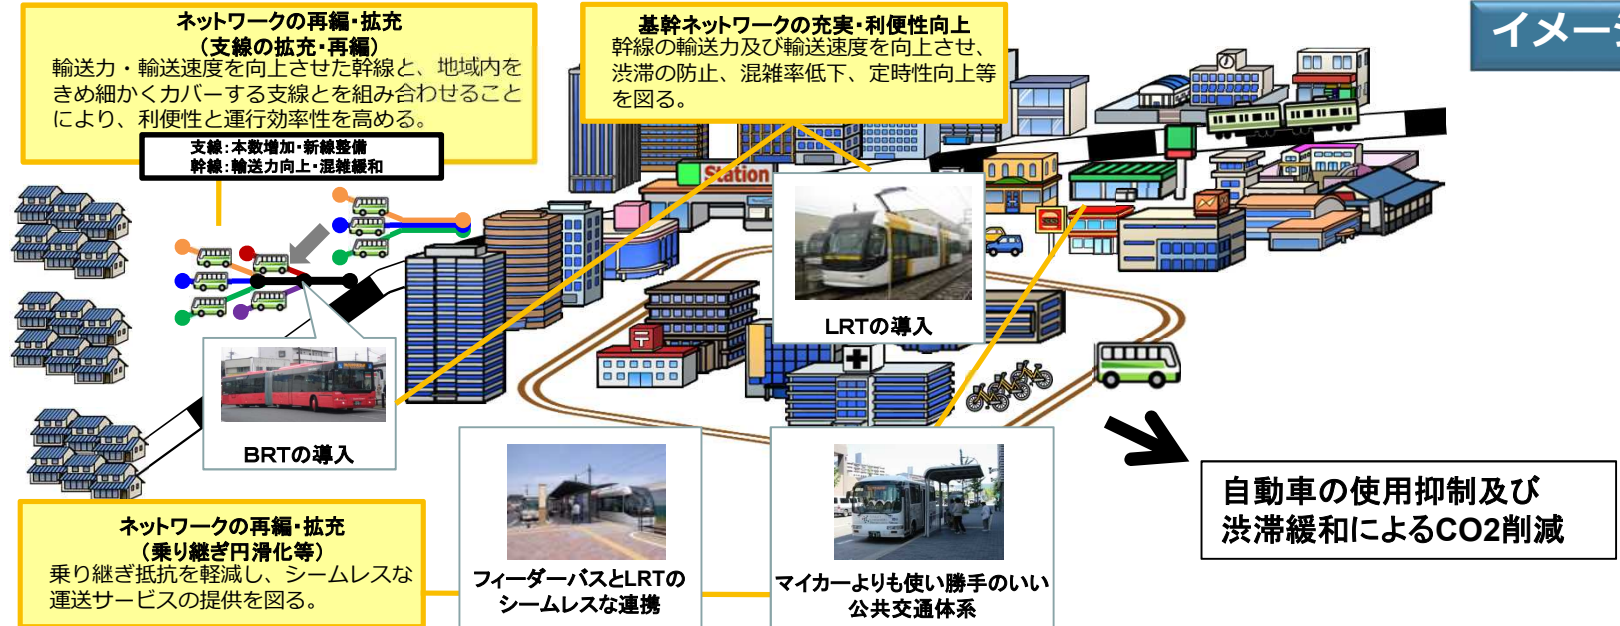 ネットワークの再編・拡充
(支線の拡充・再編)
輸送力・輸送速度を向上させた幹線と、地域内を
きめ細かくカバーする支線とを組み合わせること
により、利便性と運行効率性を高める。
支線:本数増加・新線整備
幹線:輸送力向上・混雑緩和
基幹ネットワークの充実・利便性向上
幹線の輸送力及び輸送速度を向上させ、
渋滞の防止、混雑率低下、定時性向上等
を図る。
イメー
Station
LRTの導入
BRTの導入
ネットワークの再編・拡充
(乗り継ぎ円滑化等)
乗り継ぎ抵抗を軽減し、シームレスな
運送サービスの提供を図る。
フィーダーバスとLRTの
シームレスな連携
マイカーよりも使い勝手のいい
公共交通体系
自動車の使用抑制及び
渋滞緩和によるCO2削減